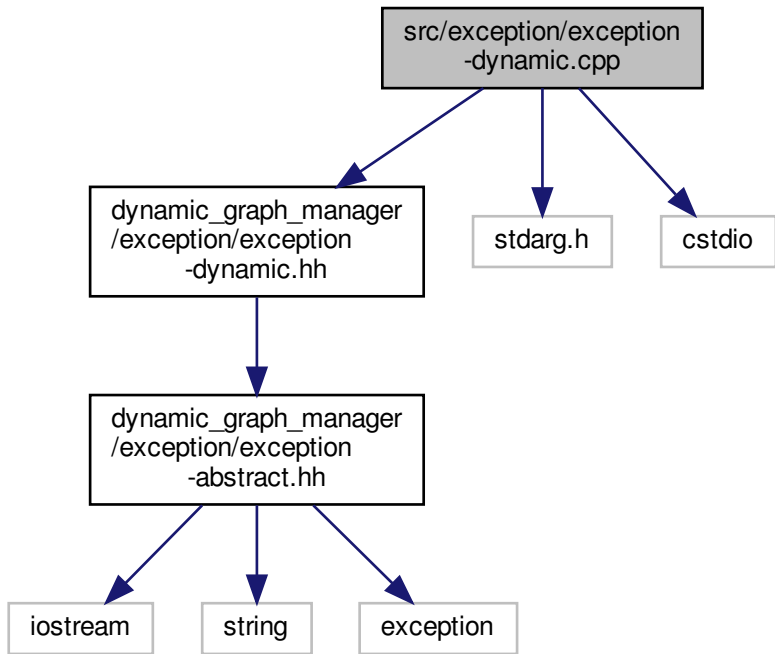 src/exception/exception
-dynamic.cpp
dynamic_graph_manager
/exception/exception
-dynamic.hh
stdarg.h
cstdio
dynamic_graph_manager
/exception/exception
-abstract.hh
iostream
string
exception